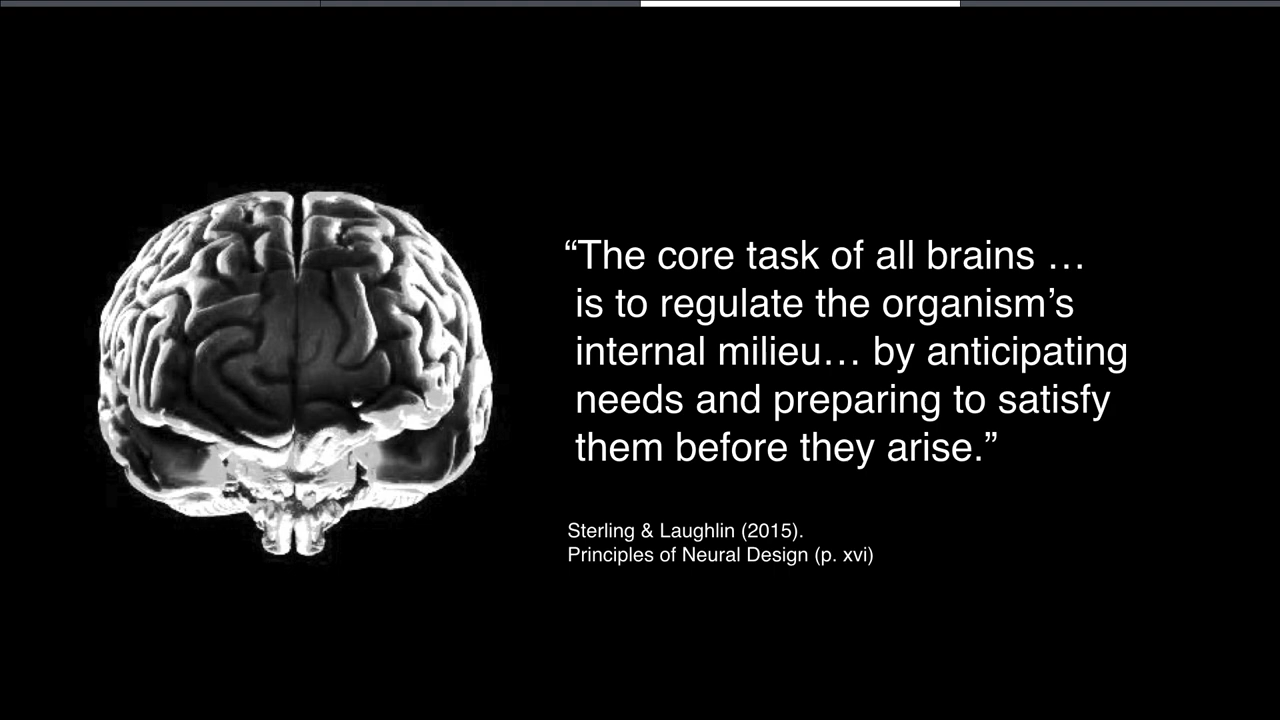 “The core task of all brains …
is to regulate the organism’s
internal milieu… by anticipating
needs and preparing to satisfy
them before they arise.”
Sterling & Laughlin (2015).
Principles of Neural Design (p. xvi)